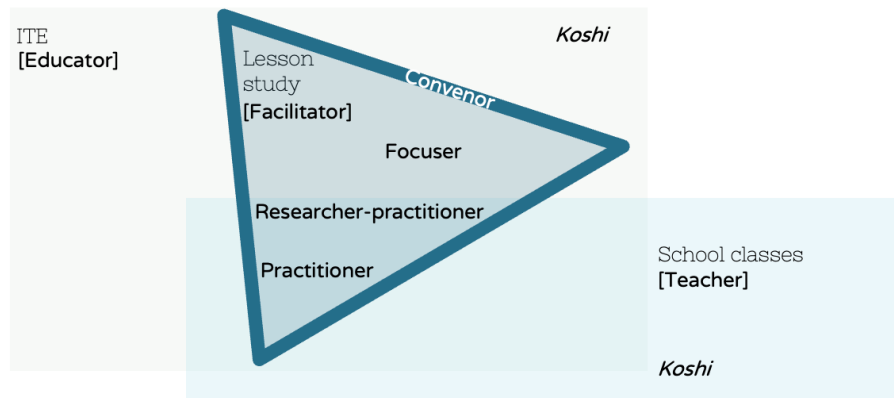 ITE
[Educator]
Koshi
Lesson
study
[Facilitator]
Convenor
Focuser
Researcher-practitioner
Practitioner
School classes
[Teacher]
Koshi